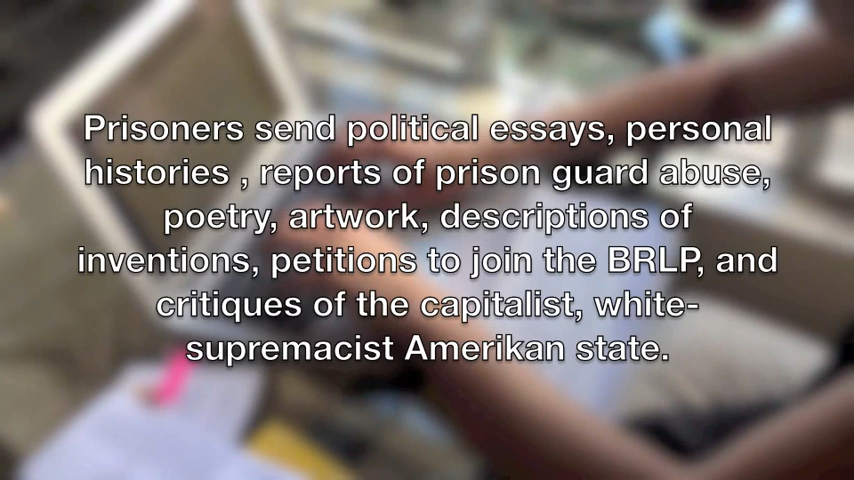 Prisoners send political essays, personal
histories , reports of prison guard abuse,
poetry, artwork, descriptions of
inventions, petitions to join the BRLP, and
critiques of the capitalist, white-
supremacist Amerikan state.